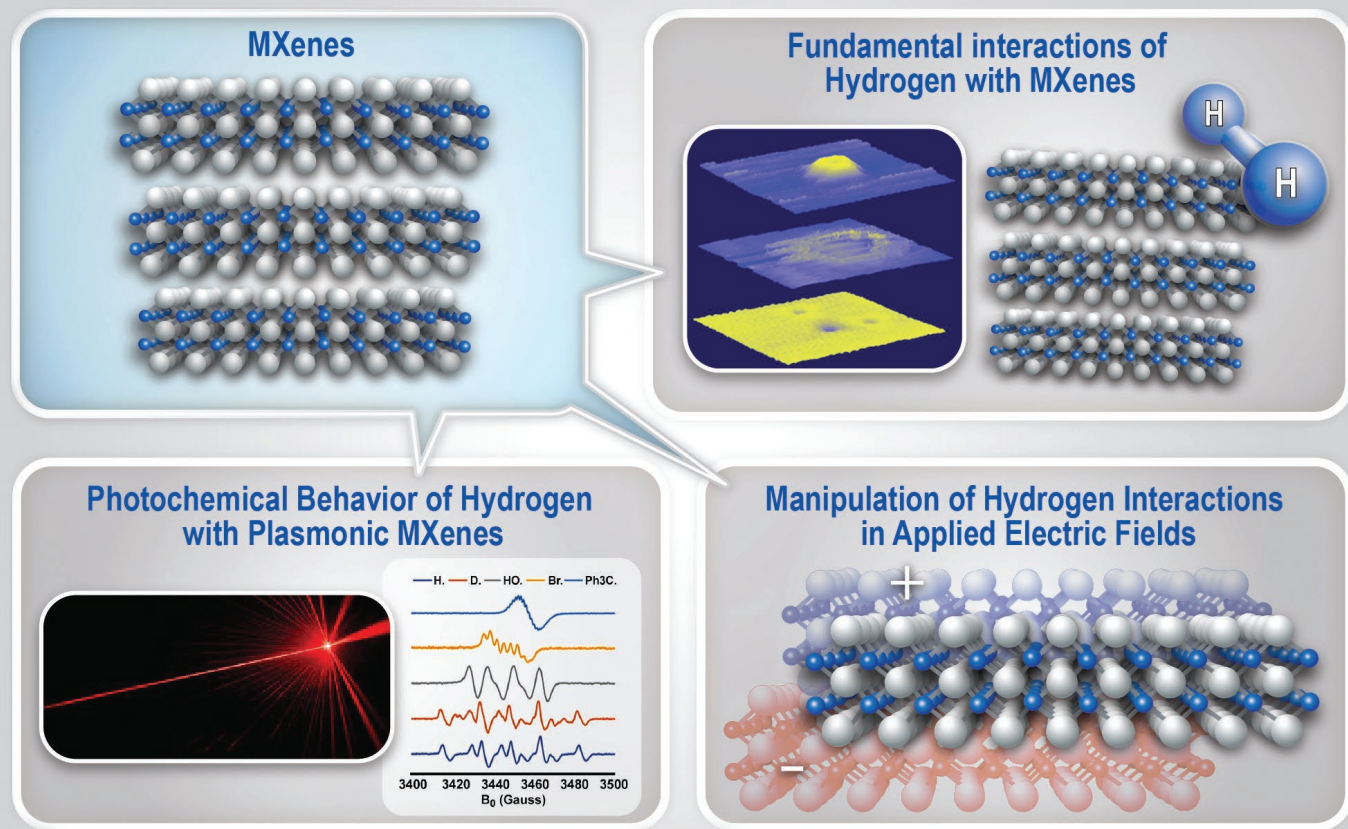 MXenes
Fundamental interactions of
Hydrogen with MXenes
H
H
Photochemical Behavior of Hydrogen
with Plasmonic MXenes
H. D. HO. Br. Ph3C.
3400 3420 3440 3460 3480 3500
B0 (Gauss)
Manipulation of Hydrogen Interactions
in Applied Electric Fields
+
-